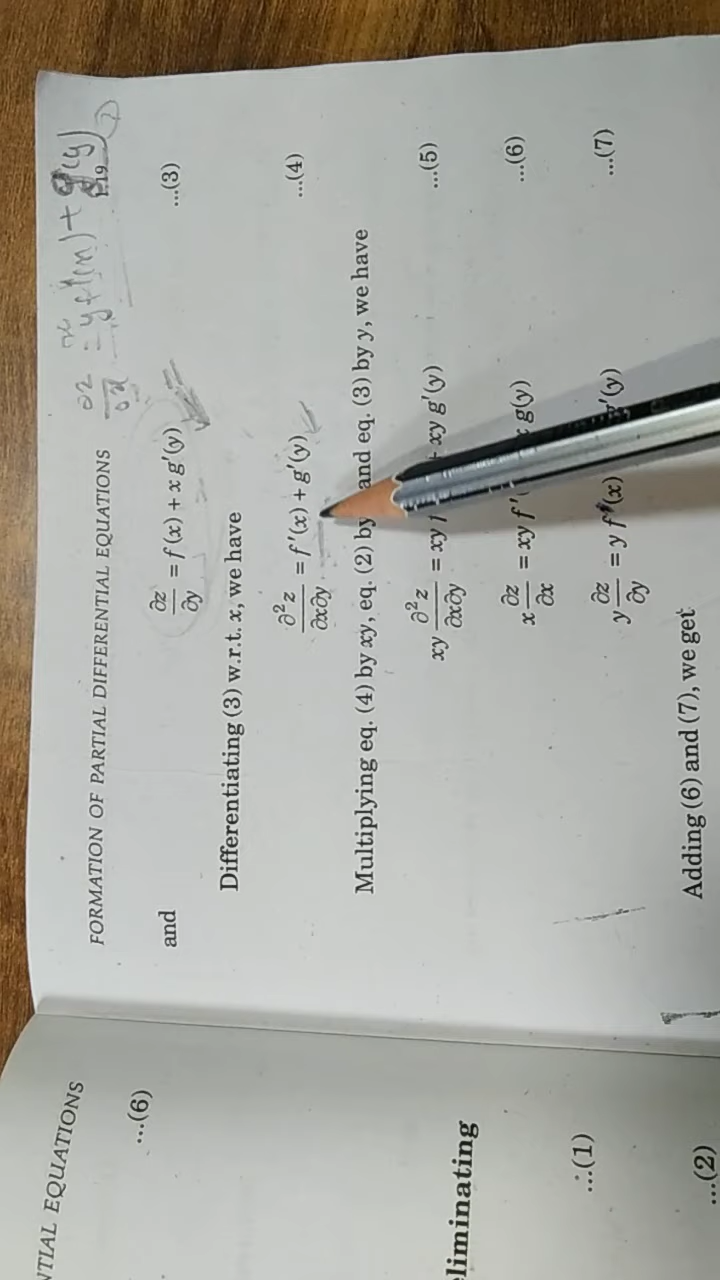 NTIAL EQUATIONS
...(6)
liminating
...(1)
...(2)
FORMATION OF PARTIAL DIFFERENTIAL EQUATIONS
∂z/∂x = y f'(x) + g(y)
and ∂z/∂y = f(x) + x g'(y) ...(3)
Differentiating (3) w.r.t. x, we have
∂²z/∂x∂y = f'(x) + g'(y) ...(4)
Multiplying eq. (4) by xy, eq. (2) by and eq. (3) by y, we have
xy ∂²z/∂x∂y = xy + xy g'(y) ...(5)
x ∂z/∂x = xy f' g(y) ...(6)
y ∂z/∂y = y f (x) g'(y) ...(7)
Adding (6) and (7), we get